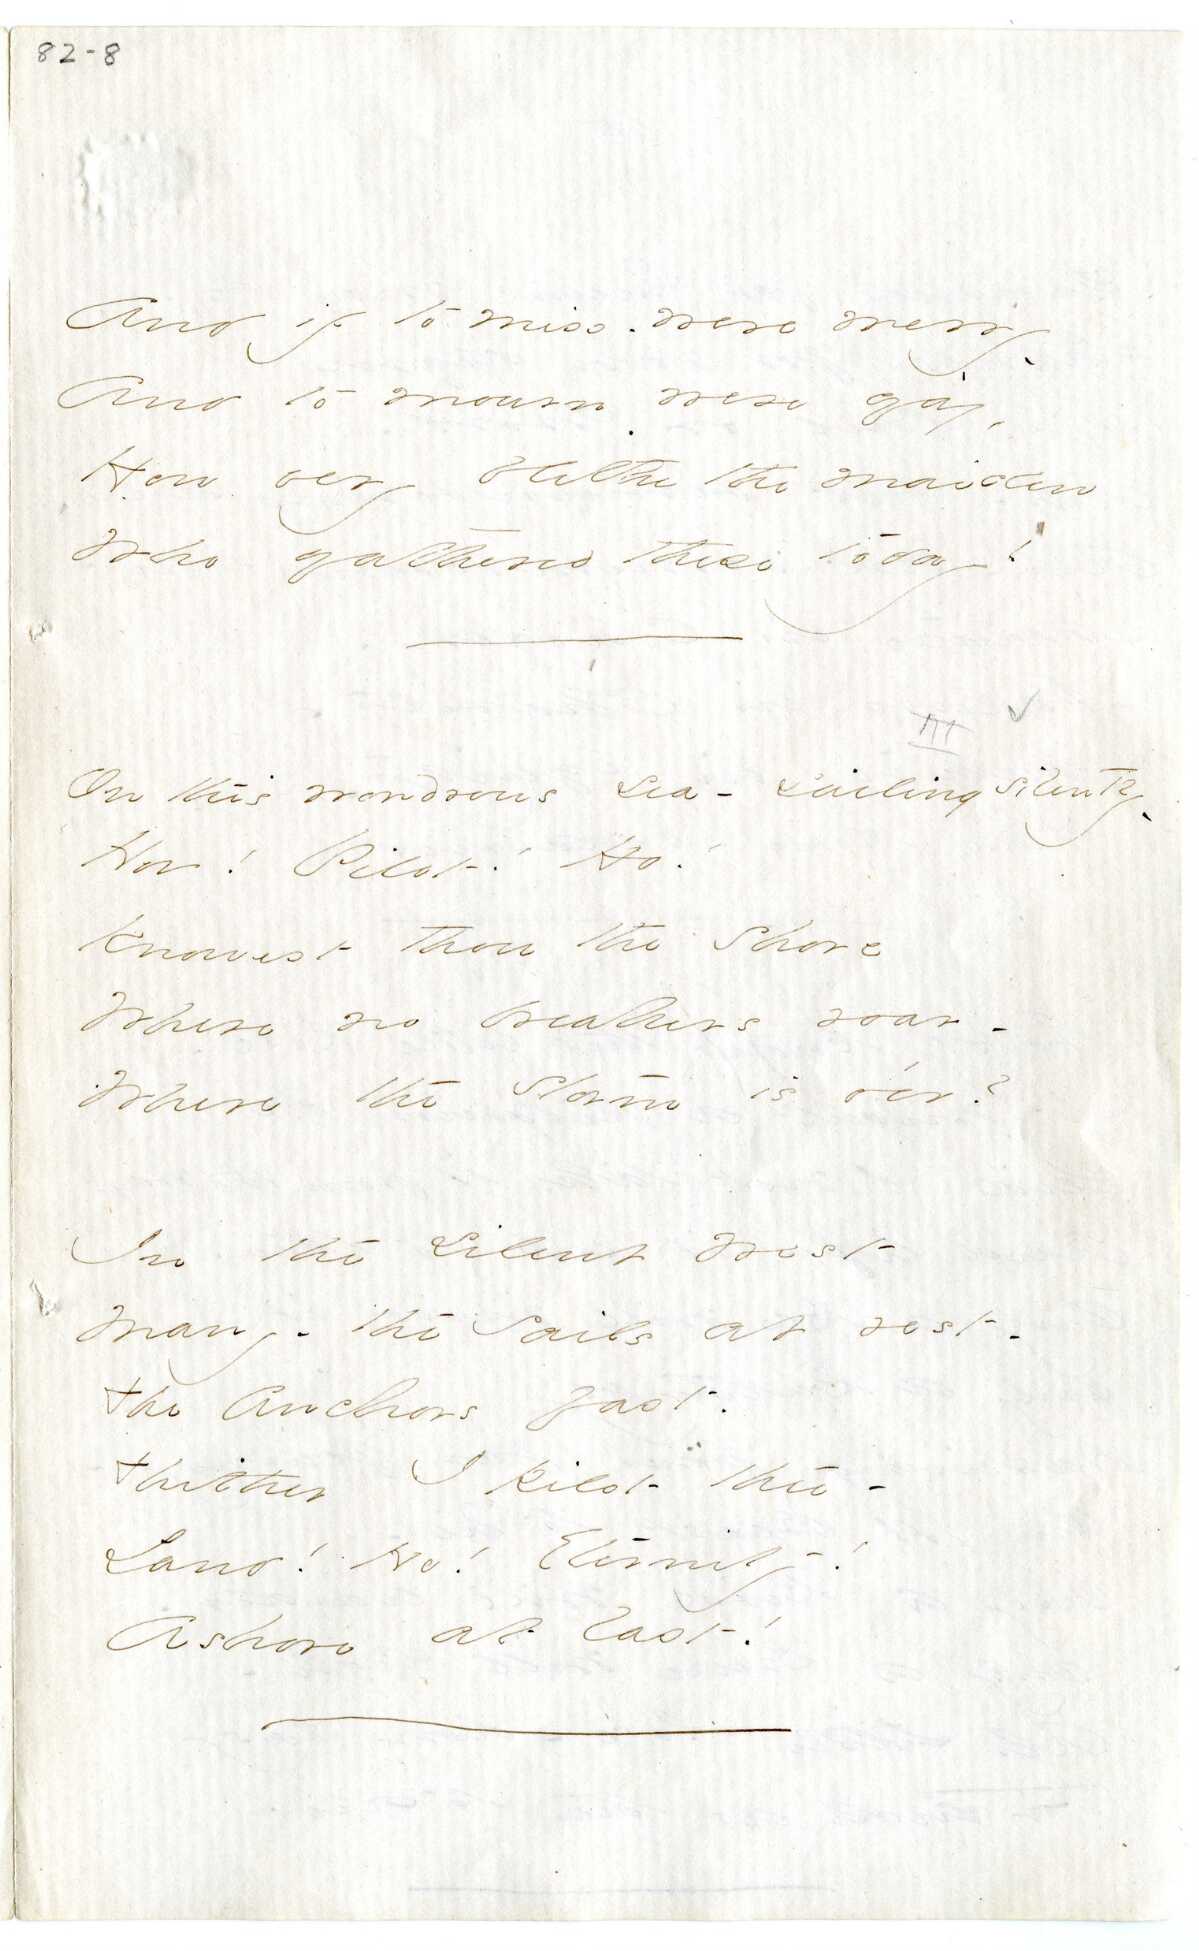 82-8
And if to miss - were merry -
And to mourn were gay,
How very blithe the maiden
Who gathered these today!
III ✓
On this wondrous sea - sailing silently -
Ho! Pilot! Ho!
Knowest thou the shore
Where no breakers roar -
Where the storm is o'er?
In the silent West
Many - the sails at rest -
The anchors fast.
Thither I pilot thee -
Land! Ho! Eternity!
Ashore at last!